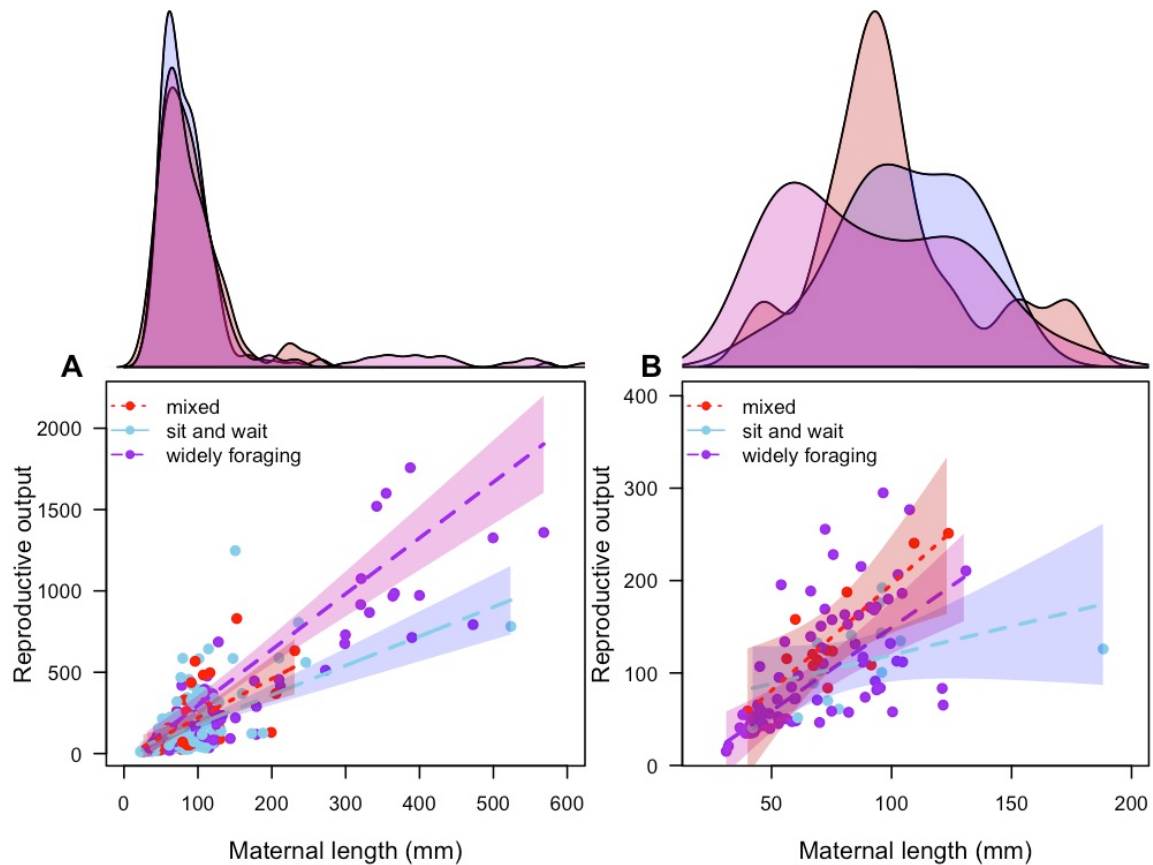 A
B
mixed
sit and wait
widely foraging
Reproductive output
2000
1500
1000
500
0
0 100 200 300 400 500 600
Maternal length (mm)
mixed
sit and wait
widely foraging
Reproductive output
400
300
200
100
0
50 100 150 200
Maternal length (mm)